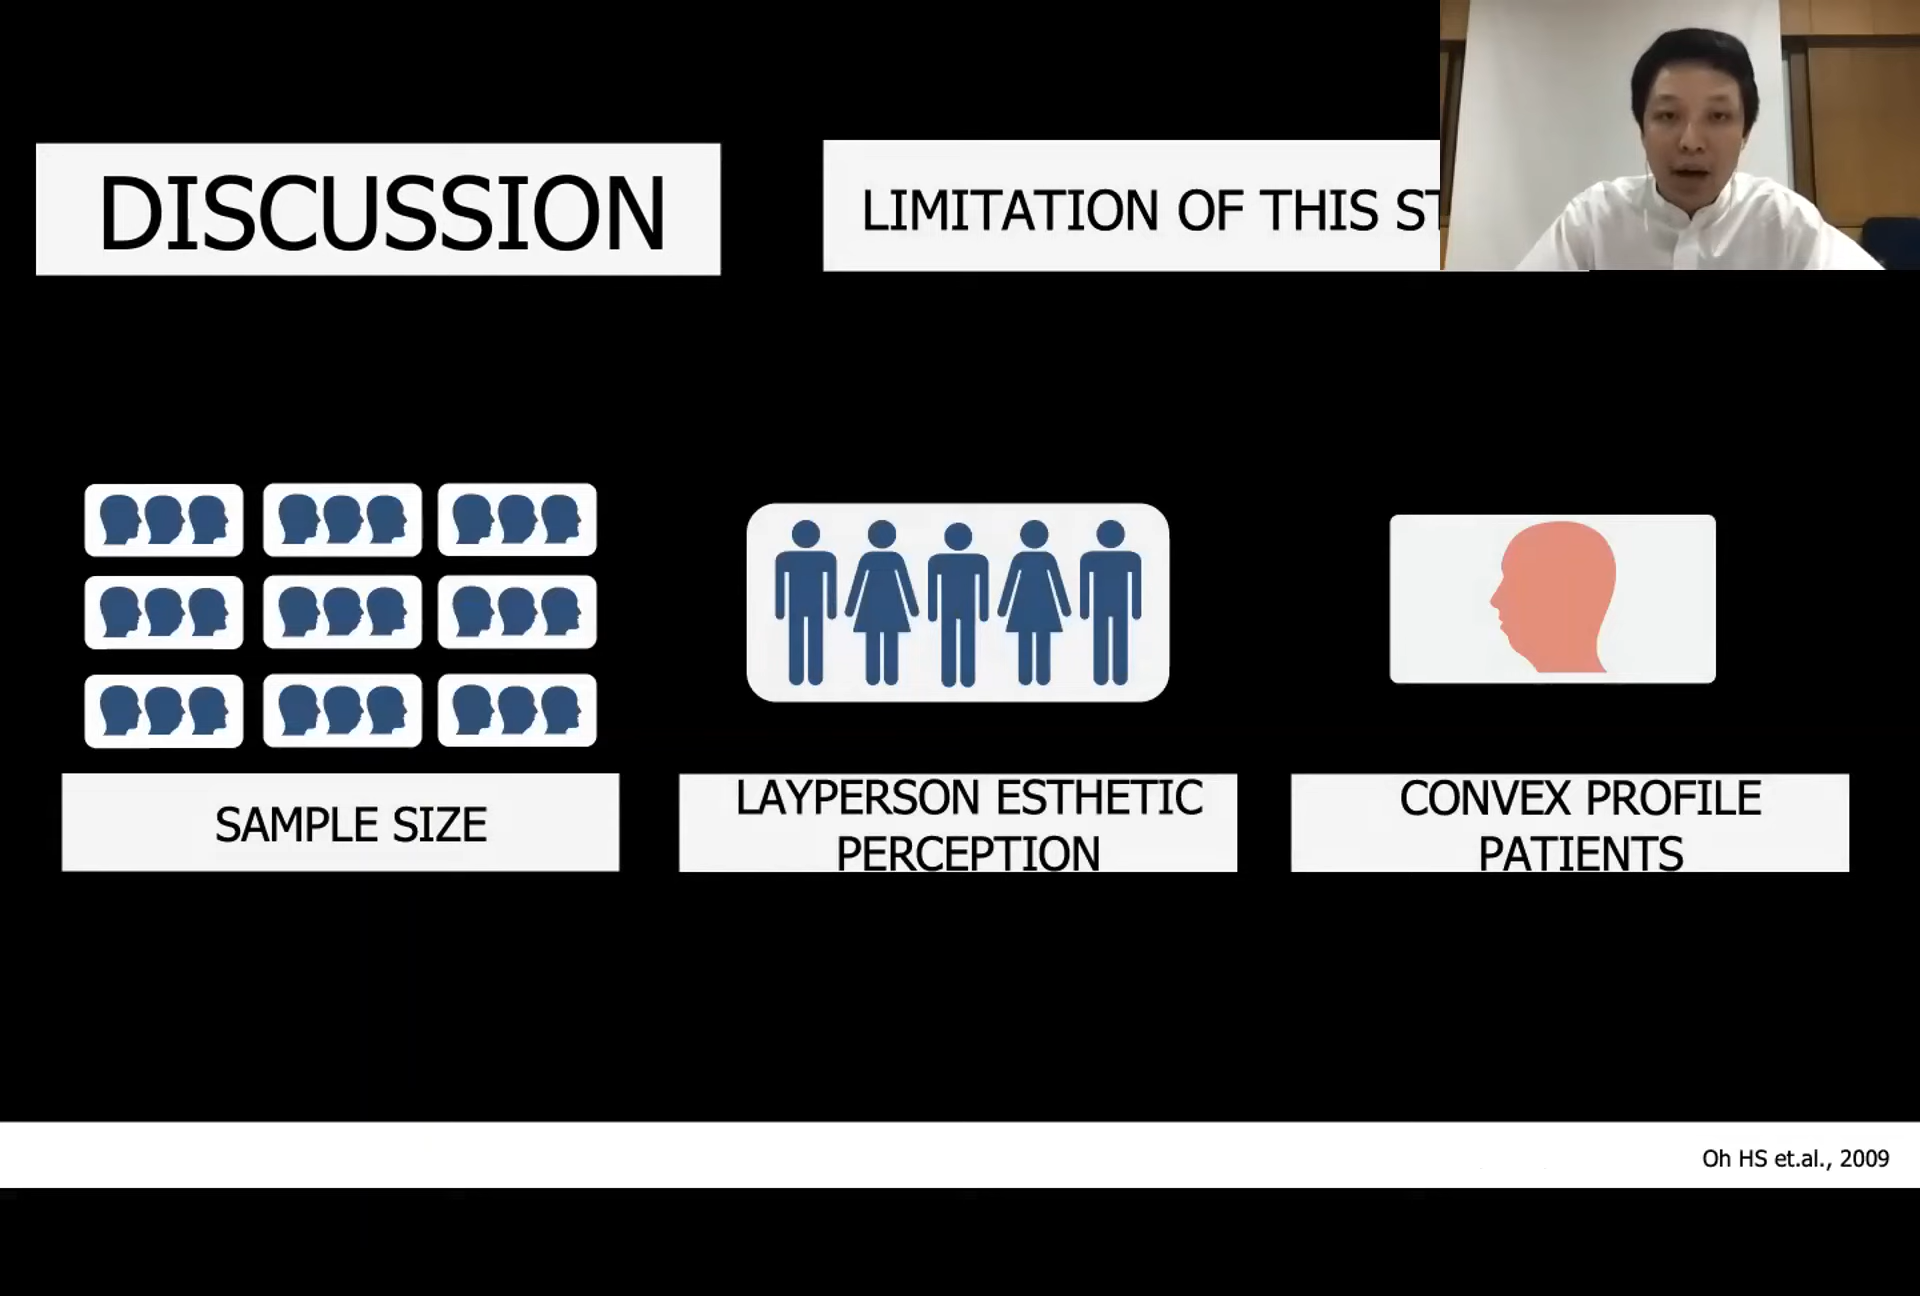 DISCUSSION
LIMITATION OF THIS
SAMPLE SIZE
LAYPERSON ESTHETIC
PERCEPTION
CONVEX PROFILE
PATIENTS
Oh HS et.al., 2009